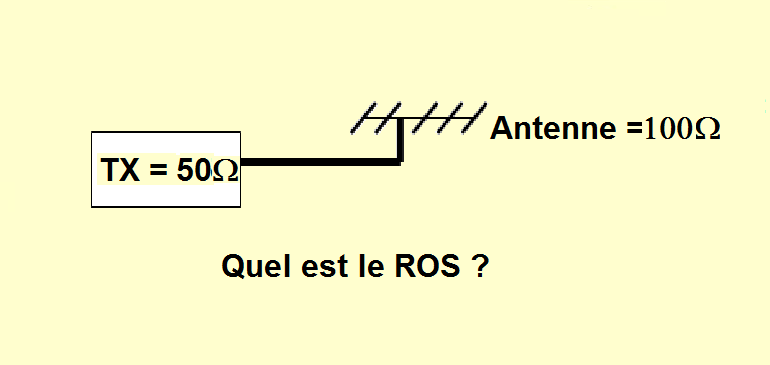 Antenne =100Ω
TX = 50Ω
Quel est le ROS ?